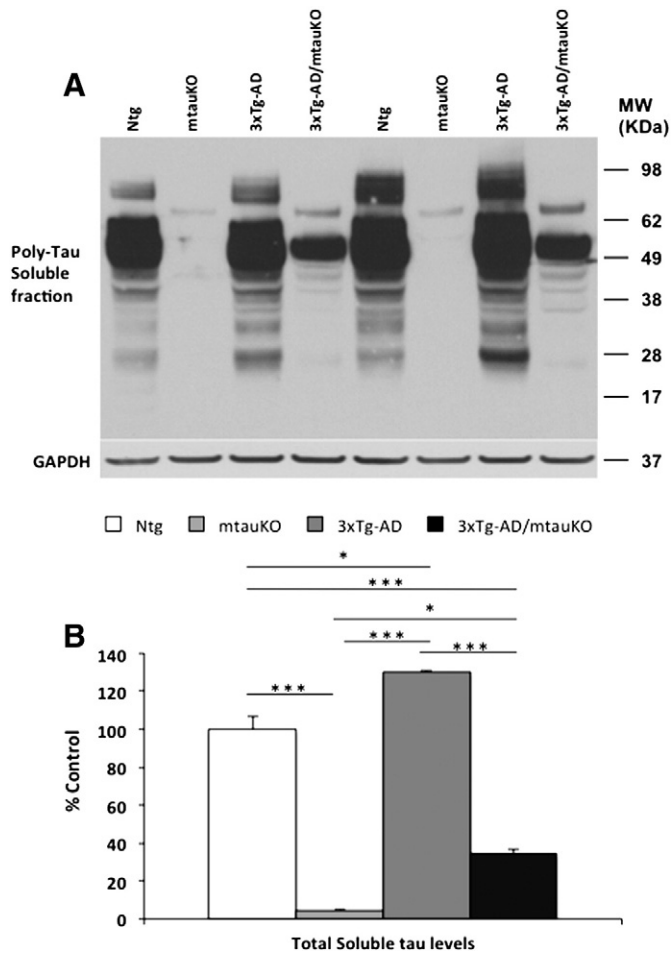 A
Ntg
mtauKO
3xTg-AD
3xTg-AD/mtauKO
Ntg
mtauKO
3xTg-AD
3xTg-AD/mtauKO
MW
(KDa)
98
62
49
38
28
17
Poly-Tau
Soluble
fraction
GAPDH
37
Ntg mtauKO 3xTg-AD 3xTg-AD/mtauKO
*
***
*
***
***
***
B
% Control
140
120
100
80
60
40
20
0
Total Soluble tau levels